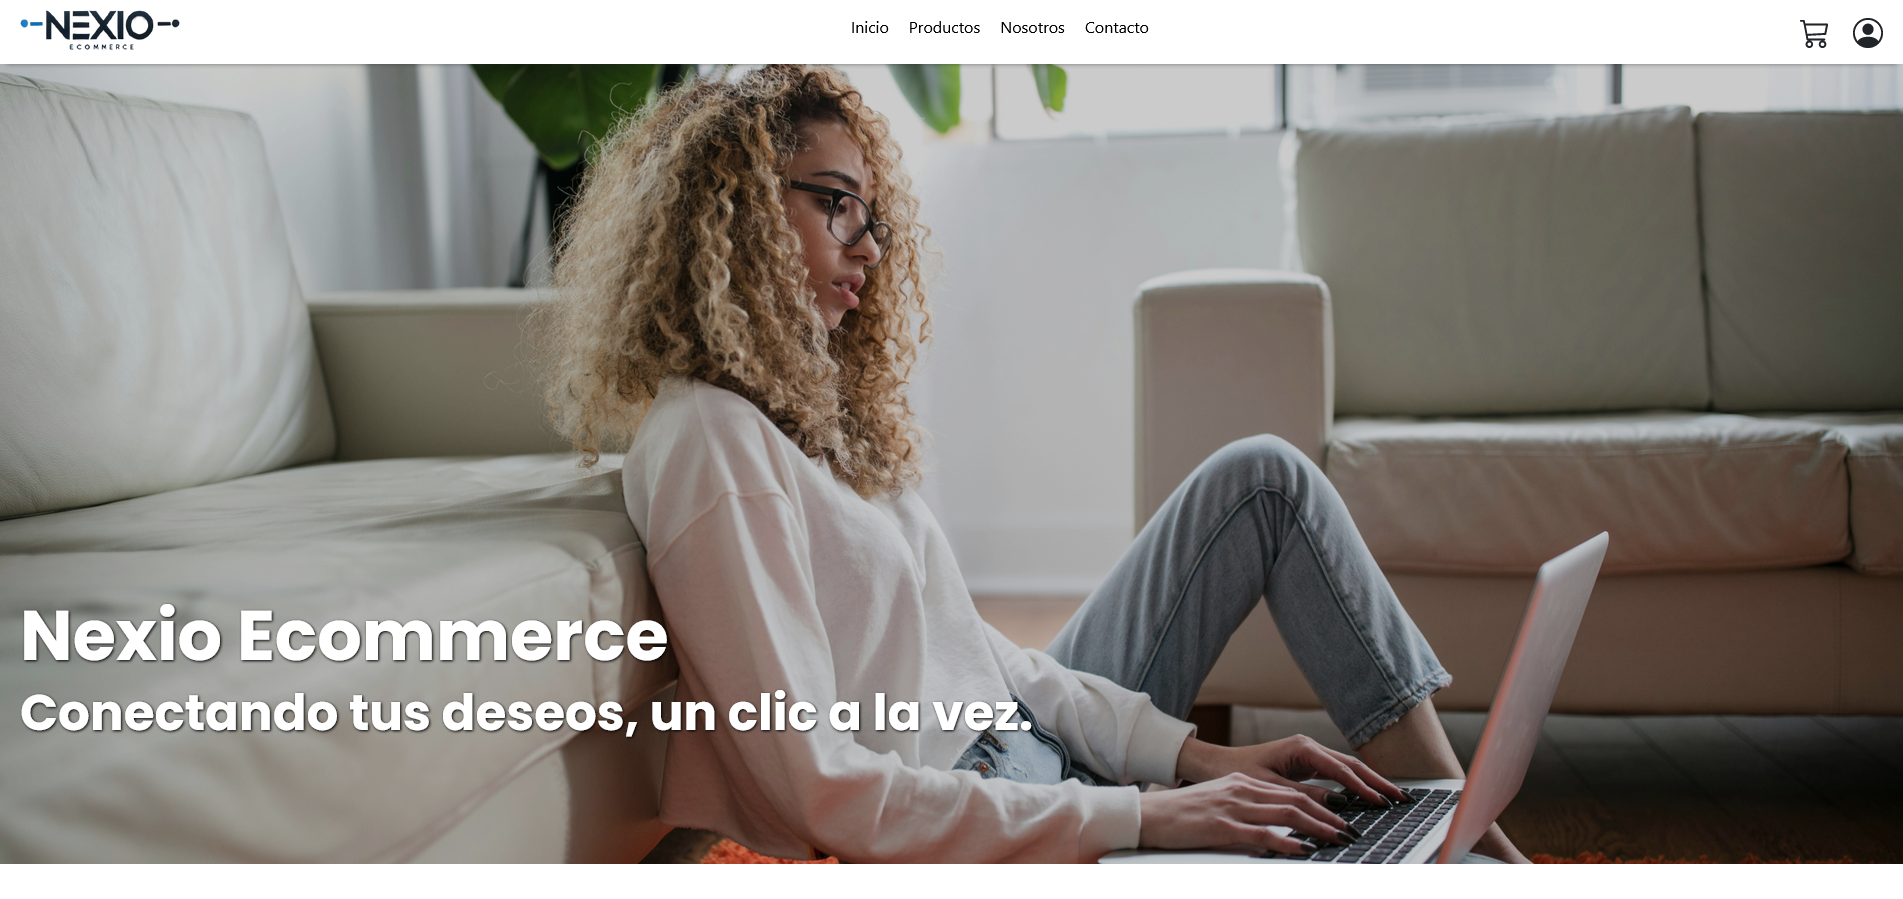 NEXIO
ECOMMERCE
Inicio Productos Nosotros Contacto
Nexio Ecommerce
Conectando tus deseos, un clic a la vez.